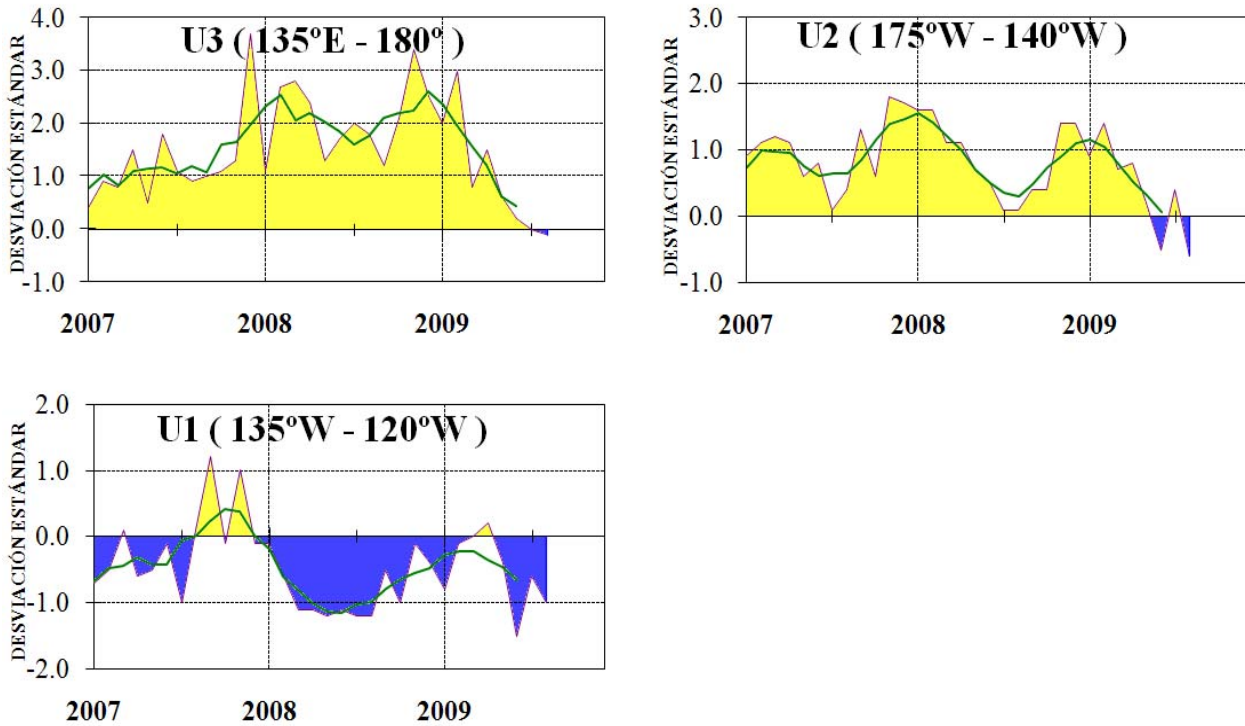 U3 ( 135ºE - 180º )
DESVIACIÓN ESTÁNDAR
4.0
3.0
2.0
1.0
0.0
-1.0
2007 2008 2009
U2 ( 175ºW - 140ºW )
DESVIACIÓN ESTÁNDAR
3.0
2.0
1.0
0.0
-1.0
2007 2008 2009
U1 ( 135ºW - 120ºW )
DESVIACIÓN ESTÁNDAR
2.0
1.0
0.0
-1.0
-2.0
2007 2008 2009